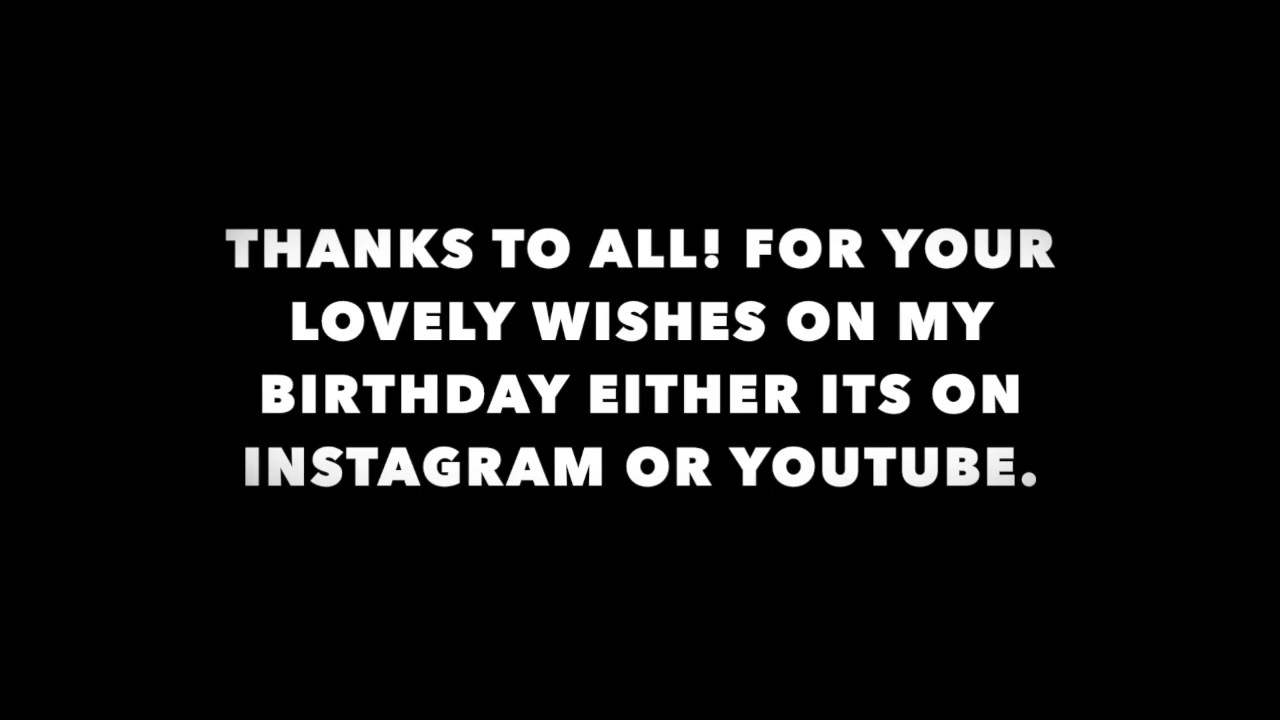 THANKS TO ALL! FOR YOUR
LOVELY WISHES ON MY
BIRTHDAY EITHER ITS ON
INSTAGRAM OR YOUTUBE.